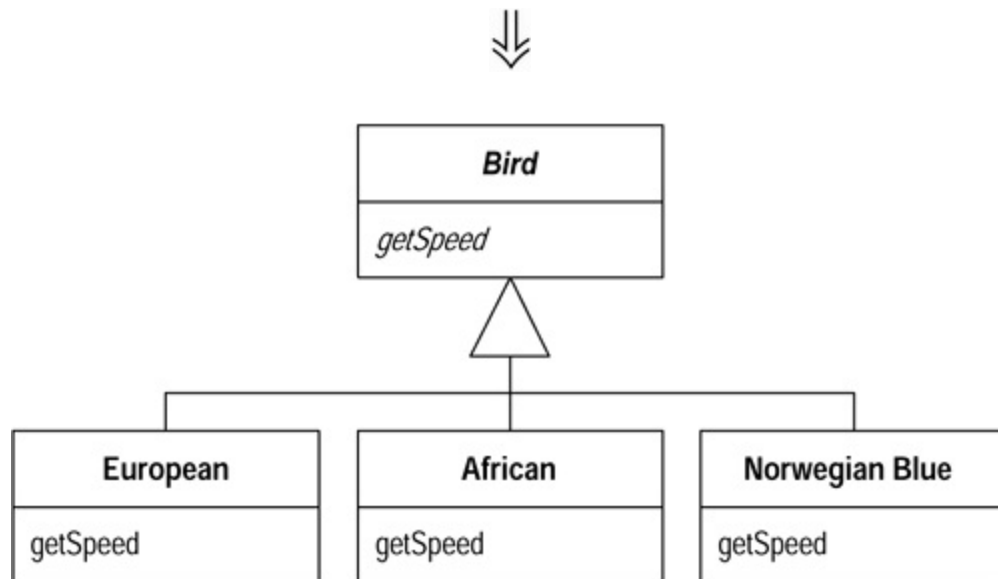 Bird
getSpeed
European
African
Norwegian Blue
getSpeed
getSpeed
getSpeed